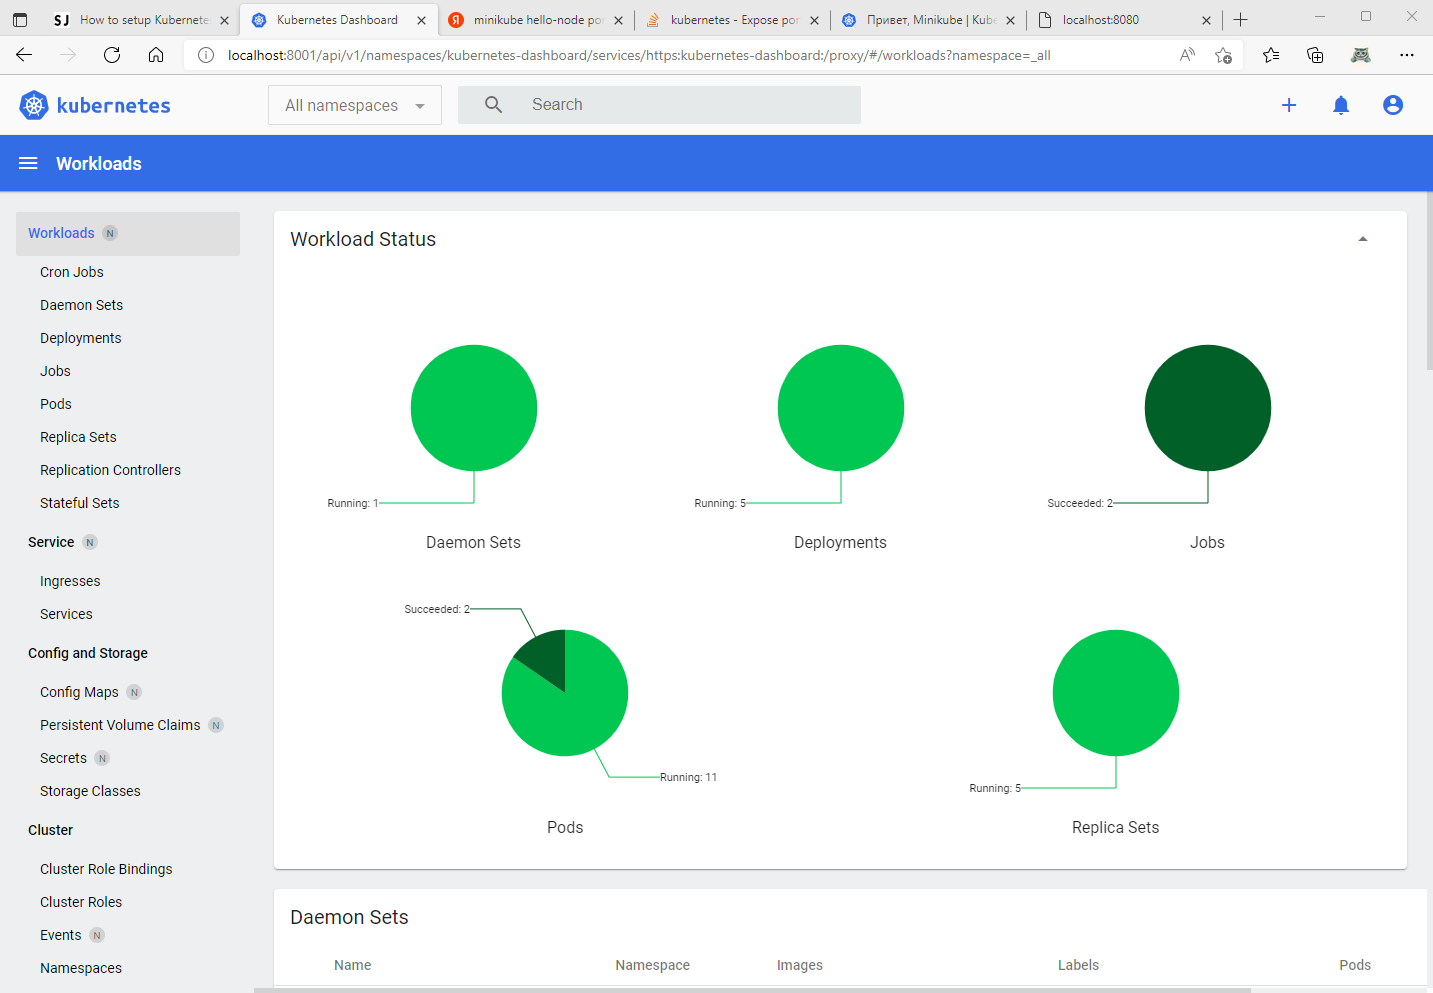 How to setup Kubernete
Kubernetes Dashboard
minikube hello-node po
kubernetes - Expose por
Привет, Minikube | Kube
localhost:8080
localhost:8001/api/v1/namespaces/kubernetes-dashboard/services/https:kubernetes-dashboard:/proxy/#/workloads?namespace=_all
kubernetes
All namespaces
Search
Workloads
Workloads N
Cron Jobs
Daemon Sets
Deployments
Jobs
Pods
Replica Sets
Replication Controllers
Stateful Sets
Service N
Ingresses
Services
Config and Storage
Config Maps N
Persistent Volume Claims N
Secrets N
Storage Classes
Cluster
Cluster Role Bindings
Cluster Roles
Events N
Namespaces
Workload Status
Running: 1
Daemon Sets
Running: 5
Deployments
Succeeded: 2
Jobs
Succeeded: 2
Running: 11
Pods
Running: 5
Replica Sets
Daemon Sets
Name Namespace Images Labels Pods